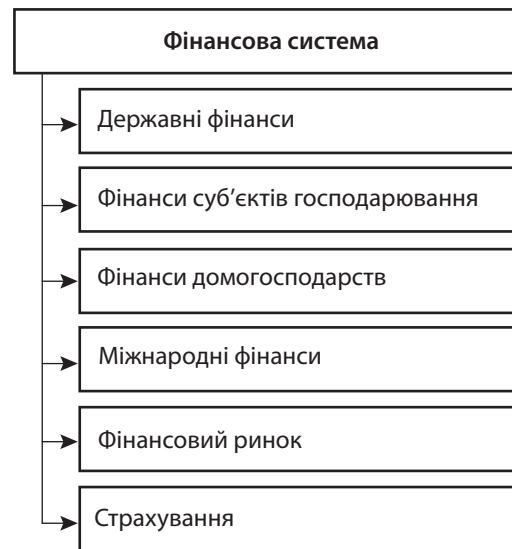 Фінансова система
Державні фінанси
Фінанси суб’єктів господарювання
Фінанси домогосподарств
Міжнародні фінанси
Фінансовий ринок
Страхування